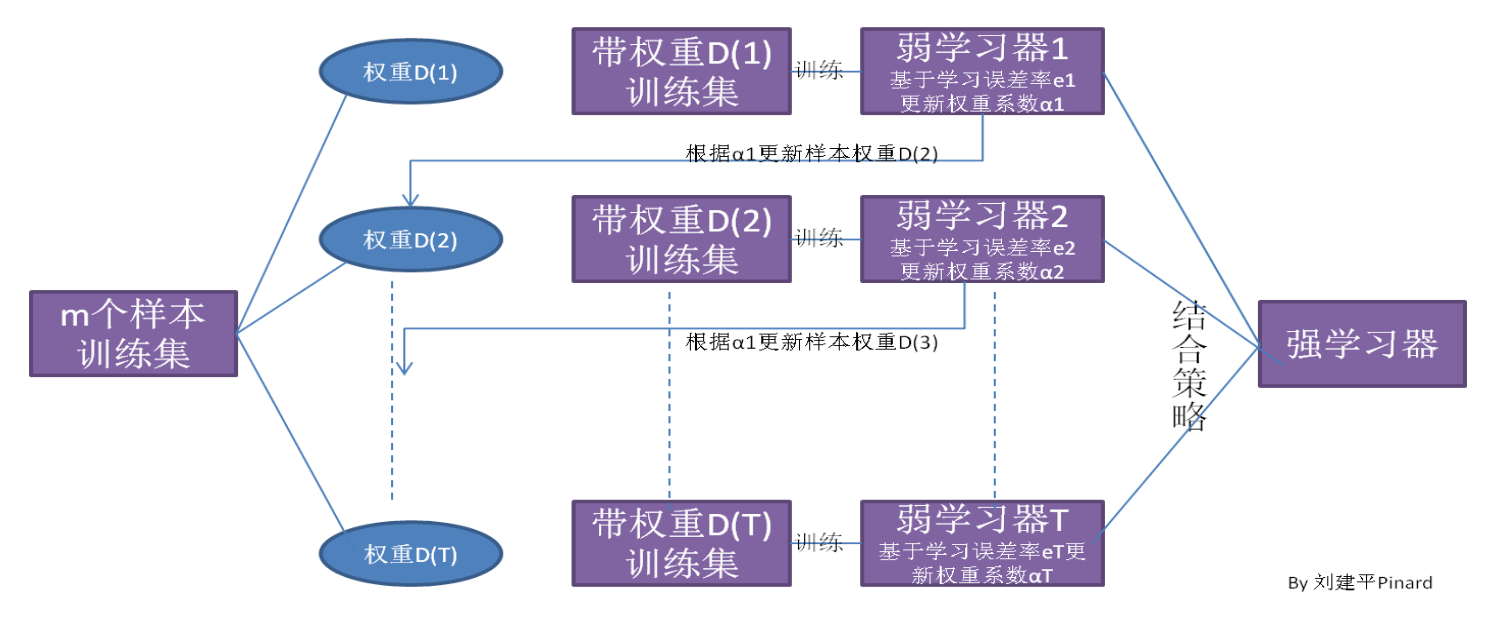 权重D(1)
带权重D(1)
训练集
训练
弱学习器1
基于学习误差率e1
更新权重系数α1
根据α1更新样本权重D(2)
权重D(2)
带权重D(2)
训练集
训练
弱学习器2
基于学习误差率e2
更新权重系数α2
m个样本
训练集
根据α1更新样本权重D(3)
结
合
策
略
强学习器
权重D(T)
带权重D(T)
训练集
训练
弱学习器T
基于学习误差率eT更
新权重系数αT
By 刘建平Pinard